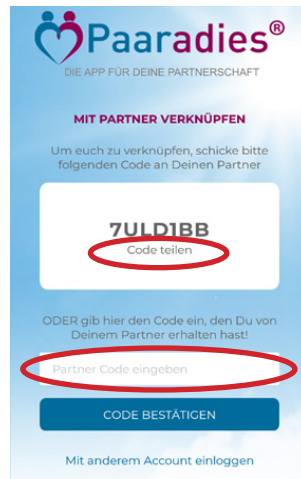 Paaradies®
DIE APP FÜR DEINE PARTNERSCHAFT
MIT PARTNER VERKNÜPFEN
Um euch zu verknüpfen, schicke bitte
folgenden Code an Deinen Partner
7ULD1BB
Code teilen
ODER gib hier den Code ein, den Du von
Deinem Partner erhalten hast!
Partner Code eingeben
CODE BESTÄTIGEN
Mit anderem Account einloggen